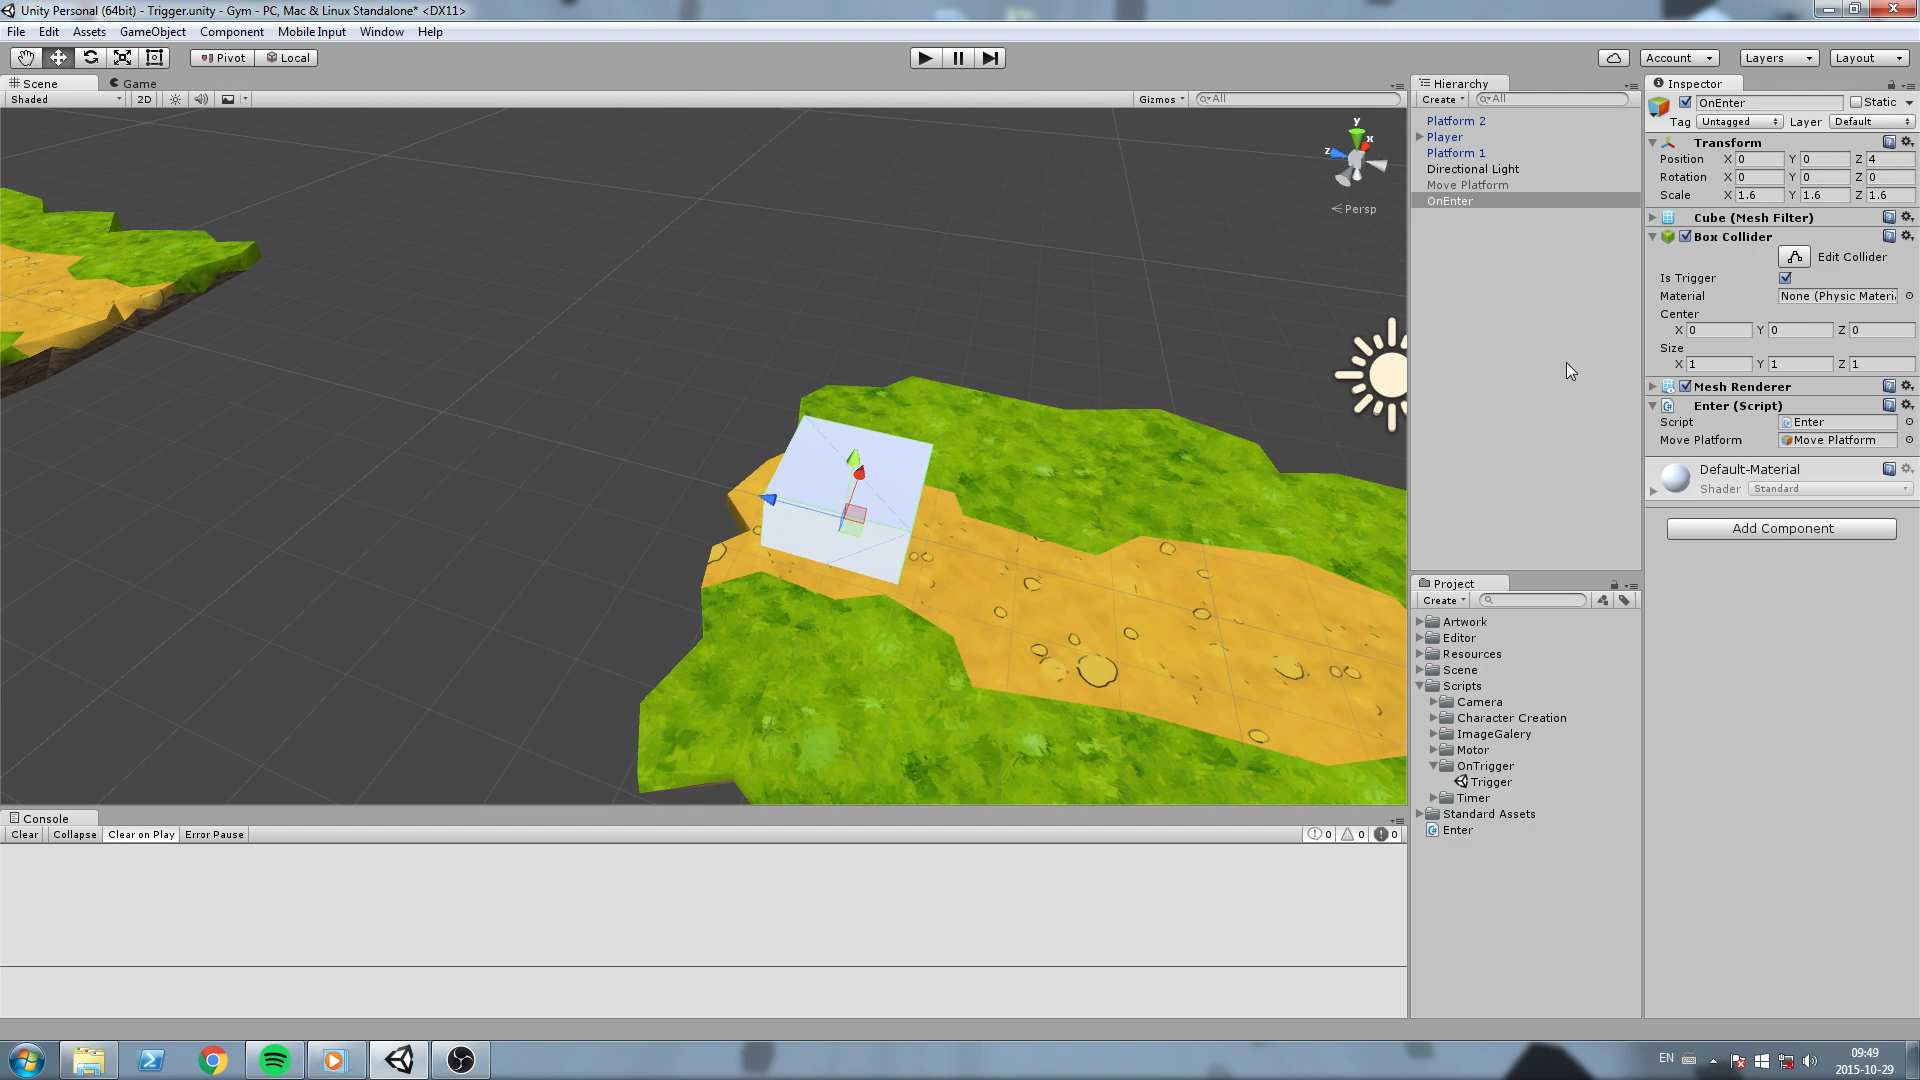 Unity Personal (64bit) - Trigger.unity - Gym - PC, Mac & Linux Standalone* <DX11>
File Edit Assets GameObject Component Mobile Input Window Help
Pivot Local
Account Layers Layout
Scene Game
Shaded 2D Gizmos All
y
x
z
Persp
Hierarchy
Create All
Platform 2
Player
Platform 1
Directional Light
Move Platform
OnEnter
Inspector
OnEnter Static
Tag Untagged Layer Default
Transform
Position X 0 Y 0 Z 4
Rotation X 0 Y 0 Z 0
Scale X 1.6 Y 1.6 Z 1.6
Cube (Mesh Filter)
Box Collider
Edit Collider
Is Trigger
Material None (Physic Materi
Center
X 0 Y 0 Z 0
Size
X 1 Y 1 Z 1
Mesh Renderer
Enter (Script)
Script Enter
Move Platform Move Platform
Default-Material
Shader Standard
Add Component
Project
Create
Artwork
Editor
Resources
Scene
Scripts
Camera
Character Creation
ImageGalery
Motor
OnTrigger
Trigger
Timer
Standard Assets
Enter
Console
Clear Collapse Clear on Play Error Pause 0 0 0
EN 09:49
2015-10-29